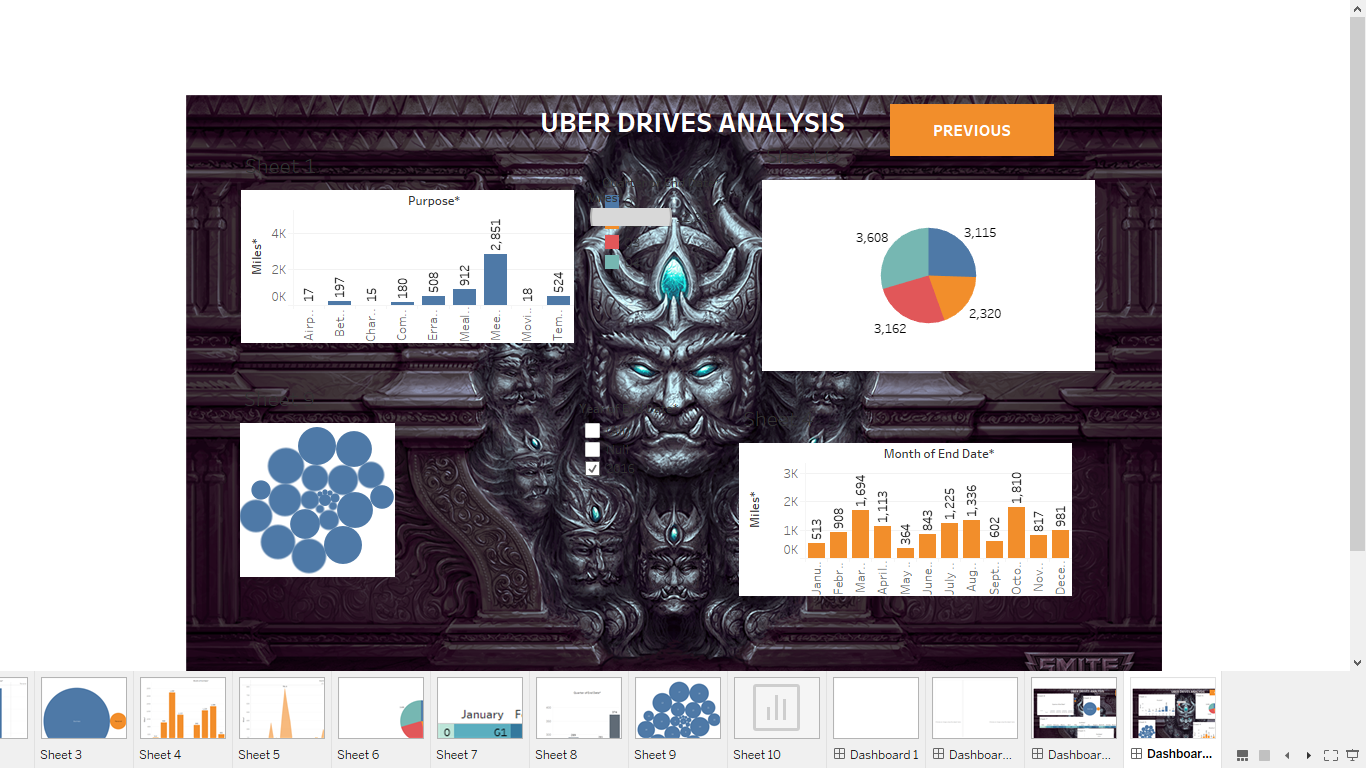 UBER DRIVES ANALYSIS
PREVIOUS
Sheet 1
Purpose*
Miles*
4K
2K
0K
17
197
15
180
508
912
2,851
18
524
Airp..
Bet..
Char..
Com..
Erra..
Meal..
Mee..
Movi..
Tem..
3,608
3,115
2,320
3,162
2016
Month of End Date*
Miles*
3K
2K
1K
0K
513
908
1,694
1,113
364
843
1,225
1,336
602
1,810
817
981
Janu..
Febr..
Mar..
April..
May ..
June..
July ..
Aug..
Sept..
Octo..
Nov..
Dece..
SMITE
January F
0 G1
Sheet 3
Sheet 4
Sheet 5
Sheet 6
Sheet 7
Sheet 8
Sheet 9
Sheet 10
Dashboard 1
Dashboar...
Dashboar...
Dashboar...